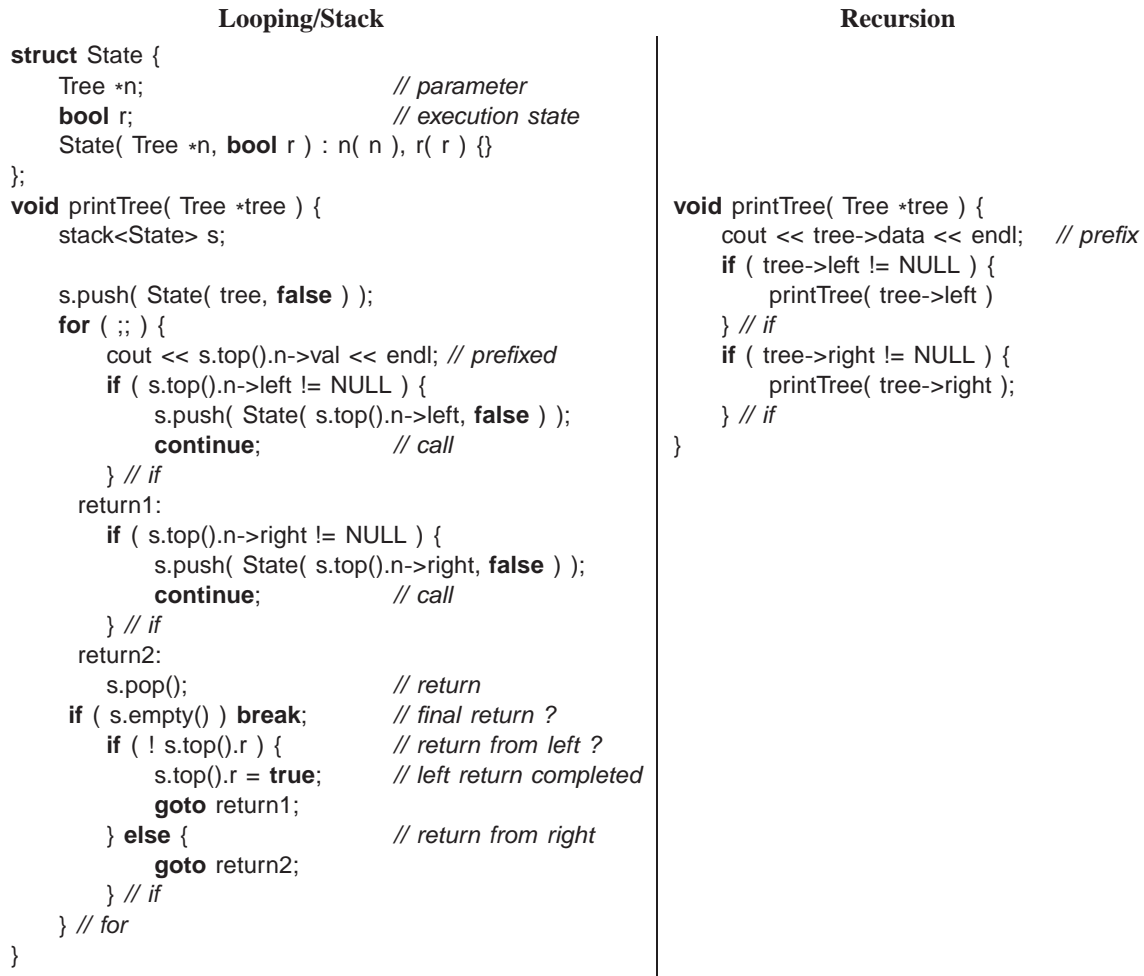 Looping/Stack
struct State {
    Tree *n;                // parameter
    bool r;                 // execution state
    State( Tree *n, bool r ) : n( n ), r( r ) {}
};
void printTree( Tree *tree ) {
    stack<State> s;

    s.push( State( tree, false ) );
    for ( ;; ) {
        cout << s.top().n->val << endl; // prefixed
        if ( s.top().n->left != NULL ) {
            s.push( State( s.top().n->left, false ) );
            continue;       // call
        } // if
      return1:
        if ( s.top().n->right != NULL ) {
            s.push( State( s.top().n->right, false ) );
            continue;       // call
        } // if
      return2:
        s.pop();            // return
     if ( s.empty() ) break;    // final return ?
        if ( ! s.top().r ) {    // return from left ?
            s.top().r = true;   // left return completed
            goto return1;
        } else {            // return from right
            goto return2;
        } // if
    } // for
}
Recursion
void printTree( Tree *tree ) {
    cout << tree->data << endl;   // prefix
    if ( tree->left != NULL ) {
        printTree( tree->left )
    } // if
    if ( tree->right != NULL ) {
        printTree( tree->right );
    } // if
}